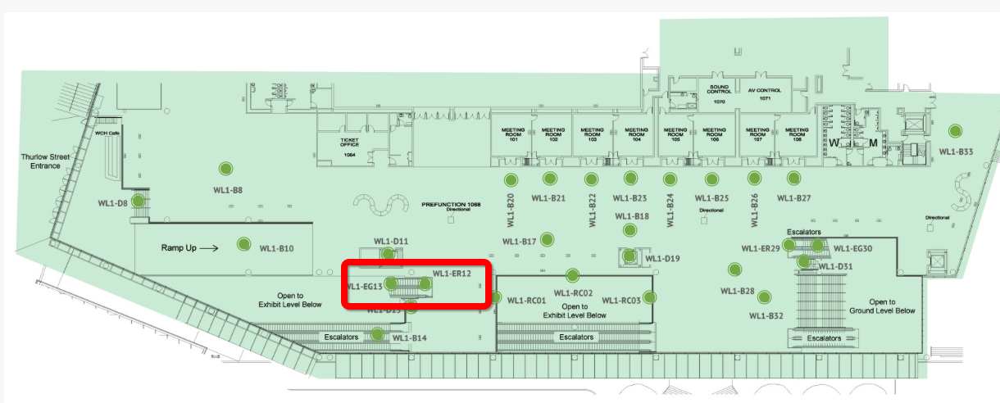 SOUND
CONTROL
1070
AV CONTROL
1071
WCH Cafe
Thurlow Street
Entrance
TICKET
OFFICE
1064
MEETING
ROOM
101
MEETING
ROOM
102
MEETING
ROOM
103
MEETING
ROOM
104
MEETING
ROOM
105
MEETING
ROOM
106
MEETING
ROOM
107
MEETING
ROOM
108
W
M
WL1-B33
WL1-B8
WL1-D8
WL1-B20
WL1-B21
WL1-B22
WL1-B23
WL1-B24
WL1-B25
WL1-B26
WL1-B27
PREFUNCTION 1068
Directional
WL1-B18
Directional
Directional
Ramp Up
WL1-B10
WL1-D11
WL1-B17
WL1-D19
Escalators
WL1-ER29
WL1-EG30
WL1-D31
WL1-EG13
WL1-ER12
Open to
Exhibit Level Below
WL1-RC01
WL1-RC02
WL1-RC03
Open to
Exhibit Level Below
WL1-B28
WL1-B32
Open to
Ground Level Below
Escalators
WL1-B14
Escalators
Escalators